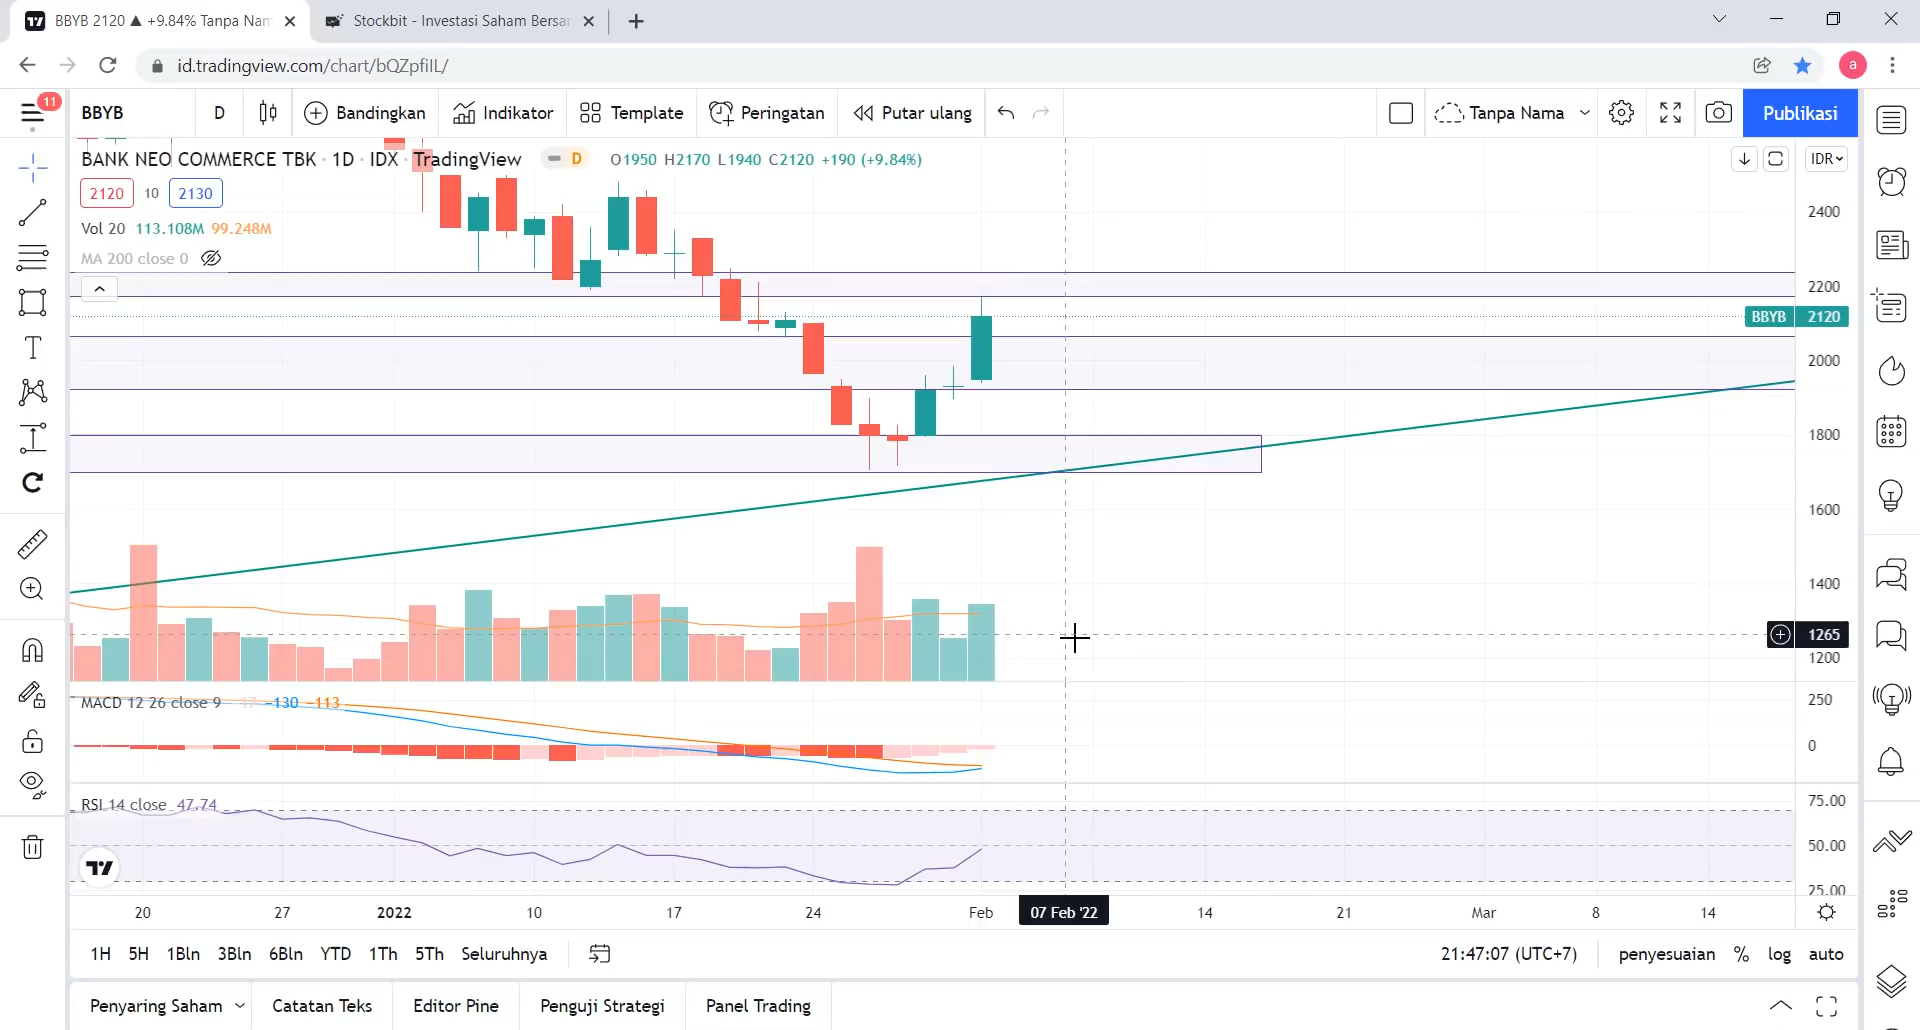 BBYB 2120 ▲ +9.84% Tanpa Nam
Stockbit - Investasi Saham Bersar
id.tradingview.com/chart/bQZpfiIL/
a
11
BBYB
D
Bandingkan
Indikator
Template
Peringatan
Putar ulang
Tanpa Nama
Publikasi
BANK NEO COMMERCE TBK · 1D · IDX · TradingView
D
O1950 H2170 L1940 C2120 +190 (+9.84%)
IDR
2120
10
2130
Vol 20 113.108M 99.248M
MA 200 close 0
2400
2200
BBYB 2120
2000
1800
1600
1400
1265
1200
MACD 12 26 close 9 -17 -130 -113
250
0
RSI 14 close 47.74
75.00
50.00
25.00
20
27
2022
10
17
24
Feb
07 Feb '22
14
21
Mar
8
14
1H
5H
1Bln
3Bln
6Bln
YTD
1Th
5Th
Seluruhnya
21:47:07 (UTC+7)
penyesuaian
%
log
auto
Penyaring Saham
Catatan Teks
Editor Pine
Penguji Strategi
Panel Trading